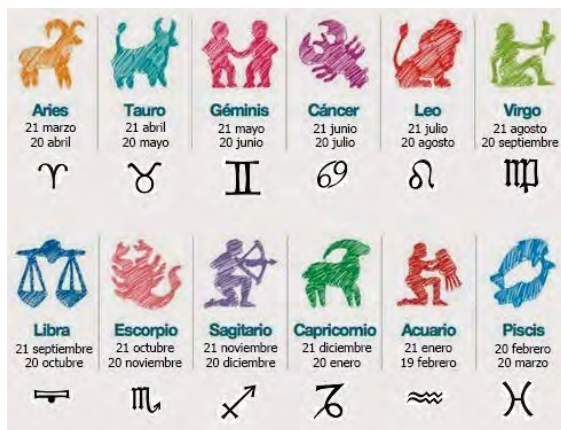 Aries Tauro Géminis Cáncer Leo Virgo
21 marzo 21 abril 21 mayo 21 junio 21 julio 21 agosto
20 abril 20 mayo 20 junio 20 julio 20 agosto 20 septiembre
Libra Escorpio Sagitario Capricornio Acuario Piscis
21 septiembre 21 octubre 21 noviembre 21 diciembre 21 enero 20 febrero
20 octubre 20 noviembre 20 diciembre 20 enero 19 febrero 20 marzo